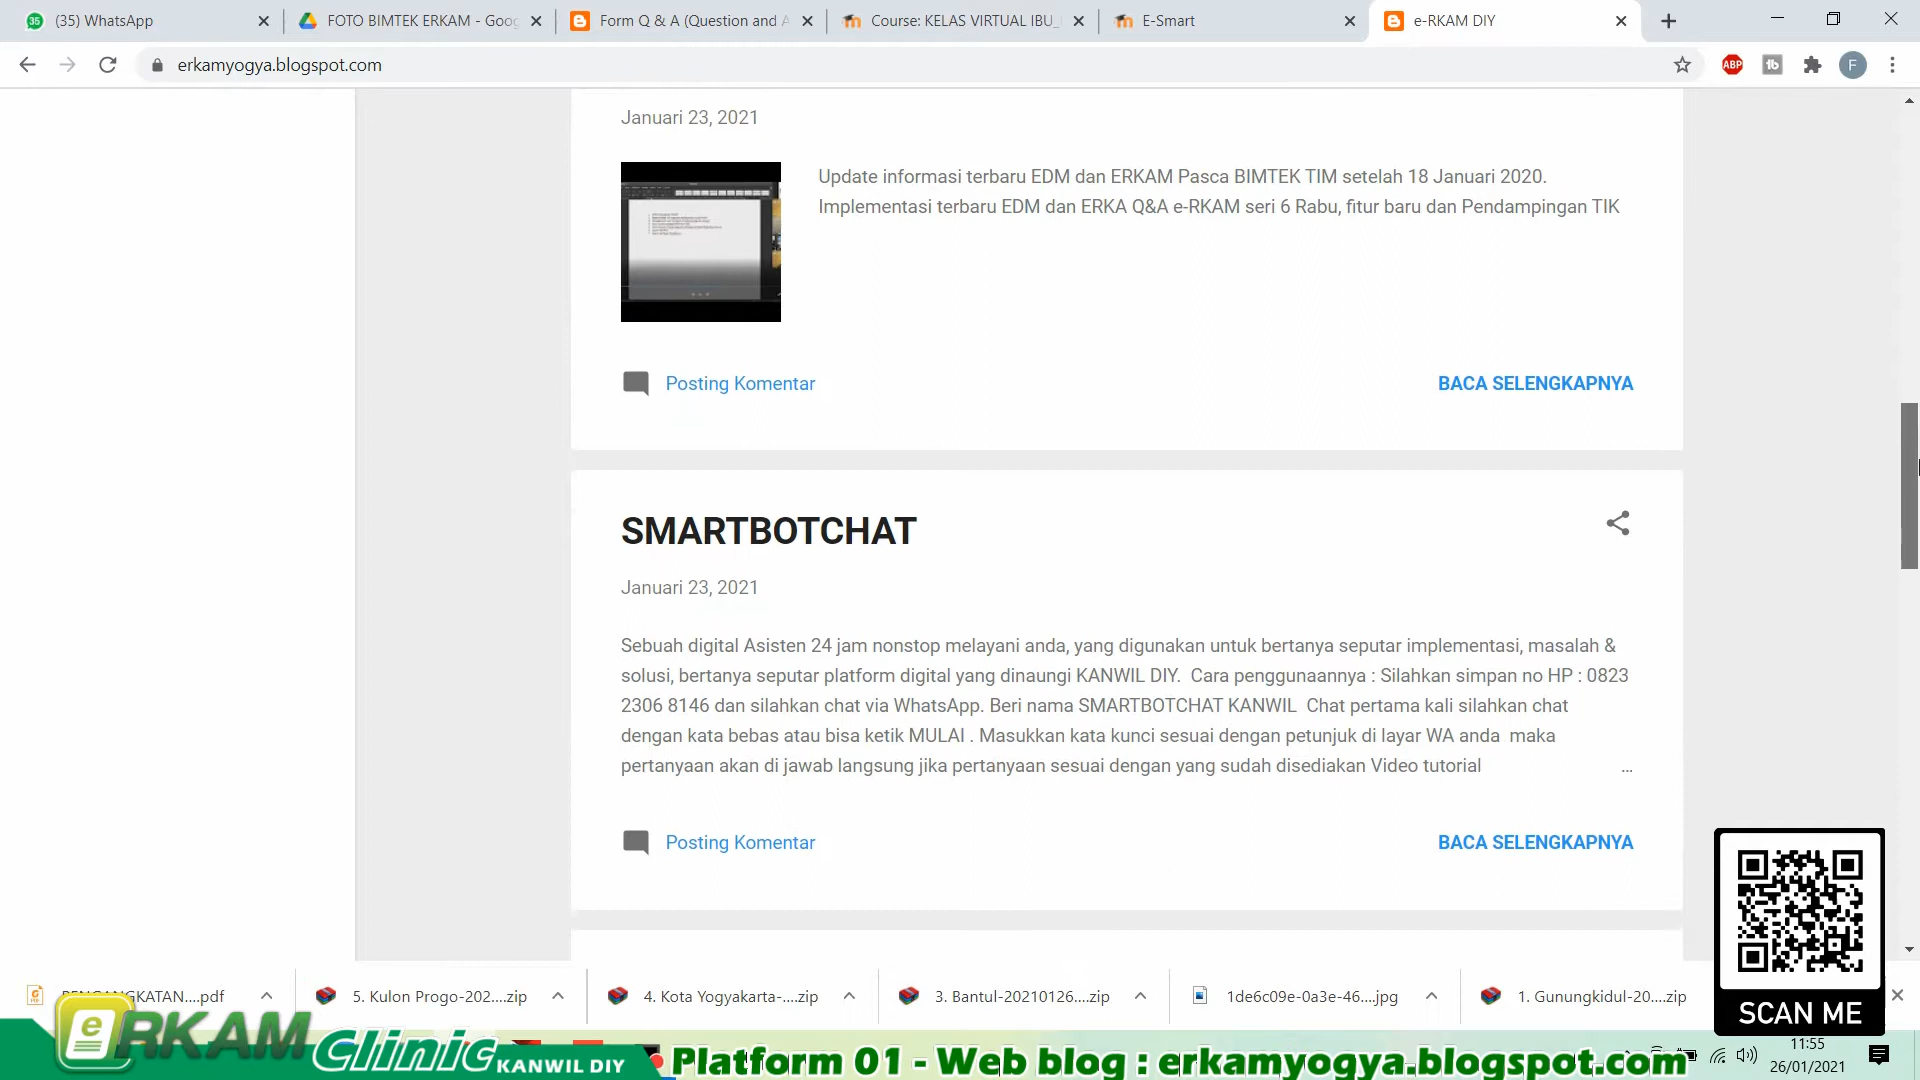 (35) WhatsApp
FOTO BIMTEK ERKAM - Goog
Form Q & A (Question and A
Course: KELAS VIRTUAL IBU_
E-Smart
e-RKAM DIY
erkamyogya.blogspot.com
ABP
F
Januari 23, 2021
Update informasi terbaru EDM dan ERKAM Pasca BIMTEK TIM setelah 18 Januari 2020.
Implementasi terbaru EDM dan ERKA Q&A e-RKAM seri 6 Rabu, fitur baru dan Pendampingan TIK
Posting Komentar
BACA SELENGKAPNYA
SMARTBOTCHAT
Januari 23, 2021
Sebuah digital Asisten 24 jam nonstop melayani anda, yang digunakan untuk bertanya seputar implementasi, masalah &
solusi, bertanya seputar platform digital yang dinaungi KANWIL DIY.  Cara penggunaannya : Silahkan simpan no HP : 0823
2306 8146 dan silahkan chat via WhatsApp. Beri nama SMARTBOTCHAT KANWIL  Chat pertama kali silahkan chat
dengan kata bebas atau bisa ketik MULAI . Masukkan kata kunci sesuai dengan petunjuk di layar WA anda  maka
pertanyaan akan di jawab langsung jika pertanyaan sesuai dengan yang sudah disediakan Video tutorial ...
Posting Komentar
BACA SELENGKAPNYA
5. Kulon Progo-202....zip
4. Kota Yogyakarta-....zip
3. Bantul-20210126....zip
1de6c09e-0a3e-46....jpg
1. Gunungkidul-20....zip
SCAN ME
eRKAM Clinic KANWIL DIY
Platform 01 - Web blog : erkamyogya.blogspot.com
11:55
26/01/2021